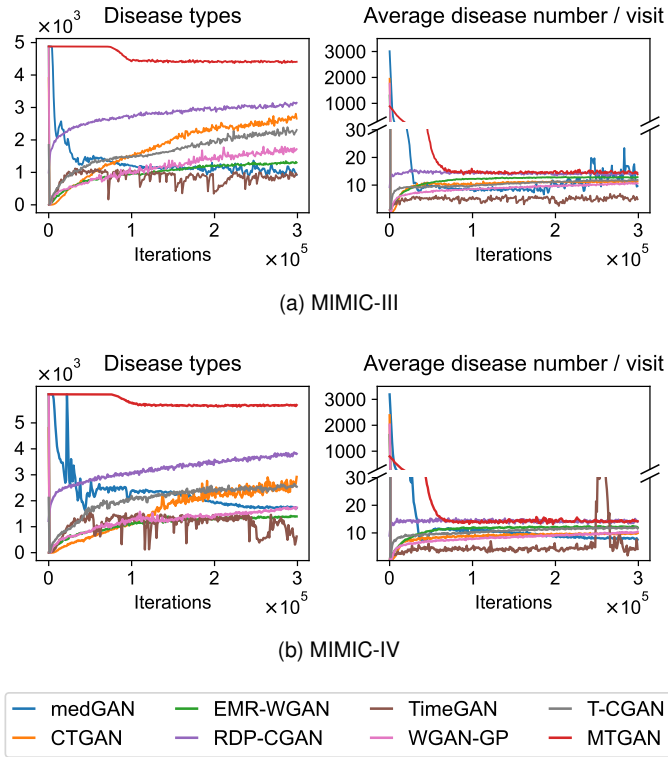 Disease types
Average disease number / visit
×10³
5
4
3
2
1
0
3000
2000
1000
30
20
10
0 1 2 3
0 1 2 3
Iterations ×10⁵
Iterations ×10⁵
(a) MIMIC-III
Disease types
Average disease number / visit
×10³
5
4
3
2
1
0
3000
2000
1000
30
20
10
0 1 2 3
0 1 2 3
Iterations ×10⁵
Iterations ×10⁵
(b) MIMIC-IV
medGAN EMR-WGAN TimeGAN T-CGAN
CTGAN RDP-CGAN WGAN-GP MTGAN